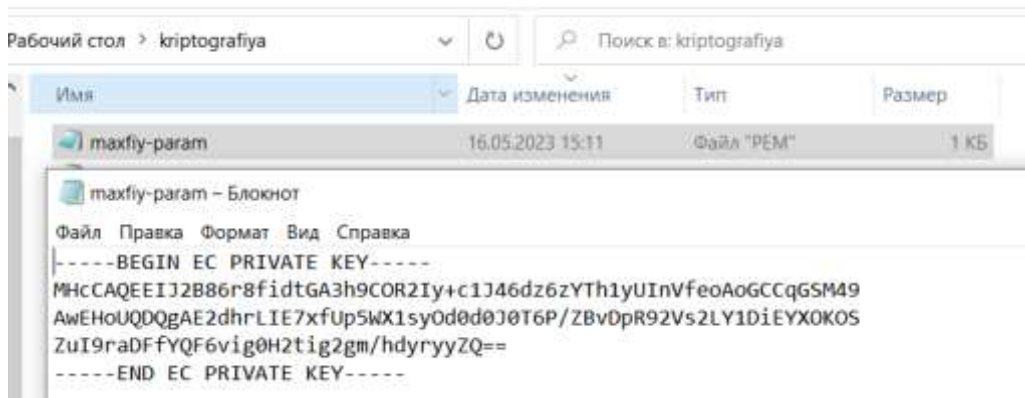 Рабочий стол > kriptografiya
Поиск в: kriptografiya
Имя Дата изменения Тип Размер
maxfiy-param 16.05.2023 15:11 Файл "PEM" 1 КБ
maxfiy-param – Блокнот
Файл Правка Формат Вид Справка
-----BEGIN EC PRIVATE KEY-----
MHcCAQEEIJ2B86r8fidtGA3h9COR2Iy+c1J46dz6zYTh1yUInVfeoAoGCCqGSM49
AwEHoUQDQgAE2dhrLIE7xfUp5WX1syOd0d0J0T6P/ZBvDpR92Vs2LY1DiEYXOKOS
ZuI9raDFfYQF6vig0H2tig2gm/hdyryyZQ==
-----END EC PRIVATE KEY-----